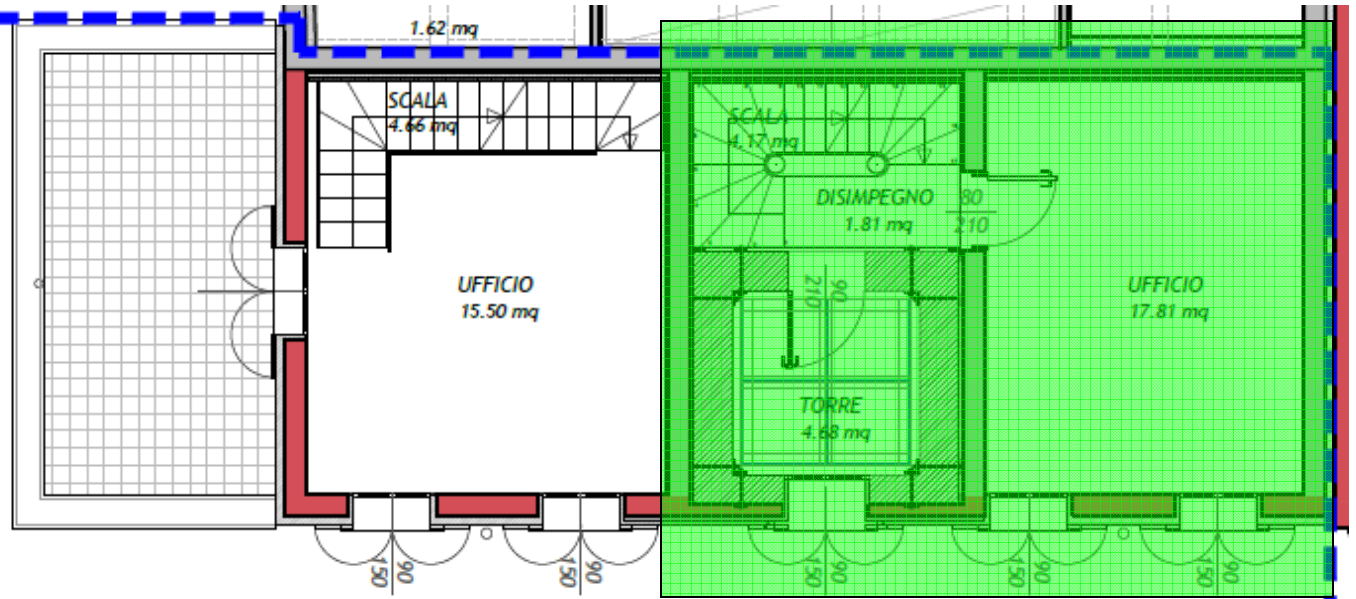 1.62 mq
SCALA
4.66 mq
SCALA
4.17 mq
DISIMPEGNO
1.81 mq
80
210
UFFICIO
15.50 mq
90
210
UFFICIO
17.81 mq
TORRE
4.68 mq
90
150
90
150
90
150
90
150
90
150